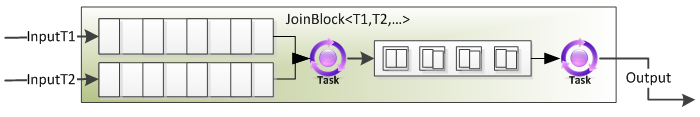 JoinBlock<T1,T2,...>
InputT1
InputT2
Task
Task
Output